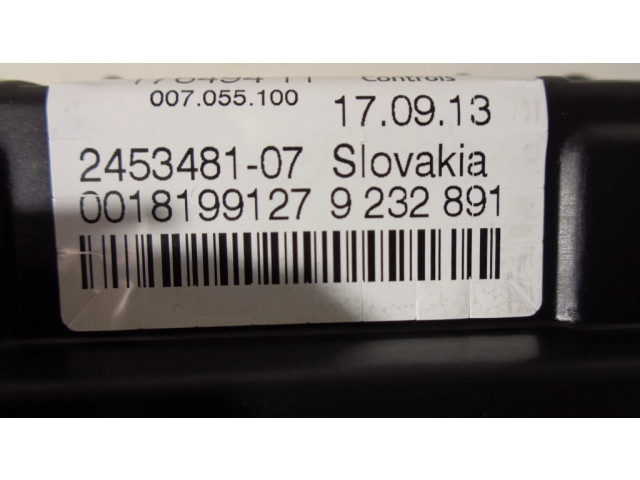 Controls
007.055.100 17.09.13
2453481-07 Slovakia
0018199127 9 232 891